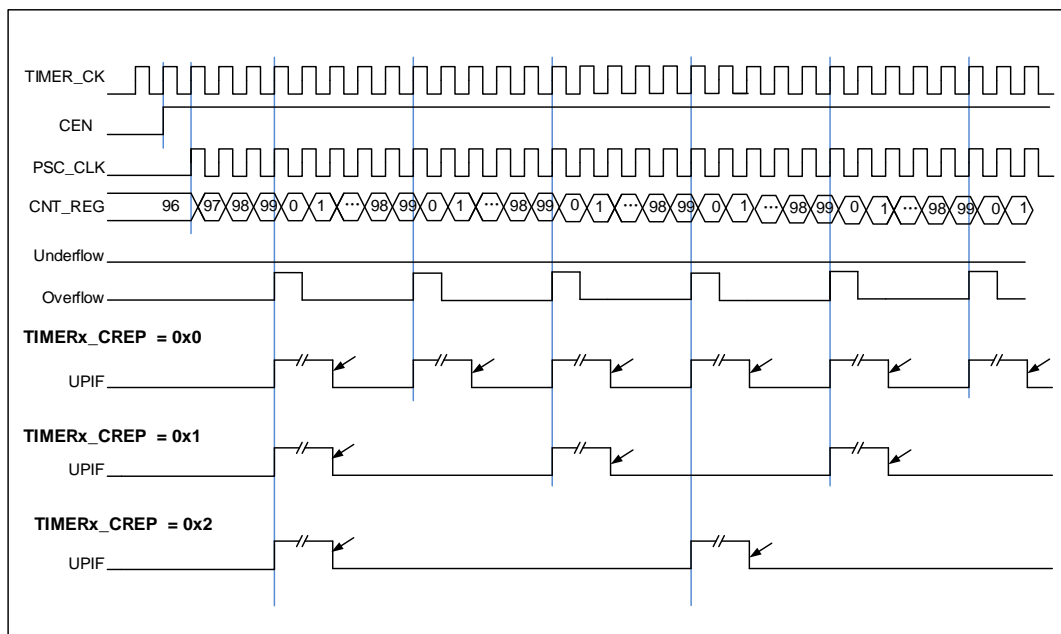 TIMER_CK
CEN
PSC_CLK
CNT_REG 96 97 98 99 0 1 ... 98 99 0 1 ... 98 99 0 1 ... 98 99 0 1 ... 98 99 0 1 ... 98 99 0 1
Underflow
Overflow
TIMERx_CREP = 0x0
UPIF
TIMERx_CREP = 0x1
UPIF
TIMERx_CREP = 0x2
UPIF